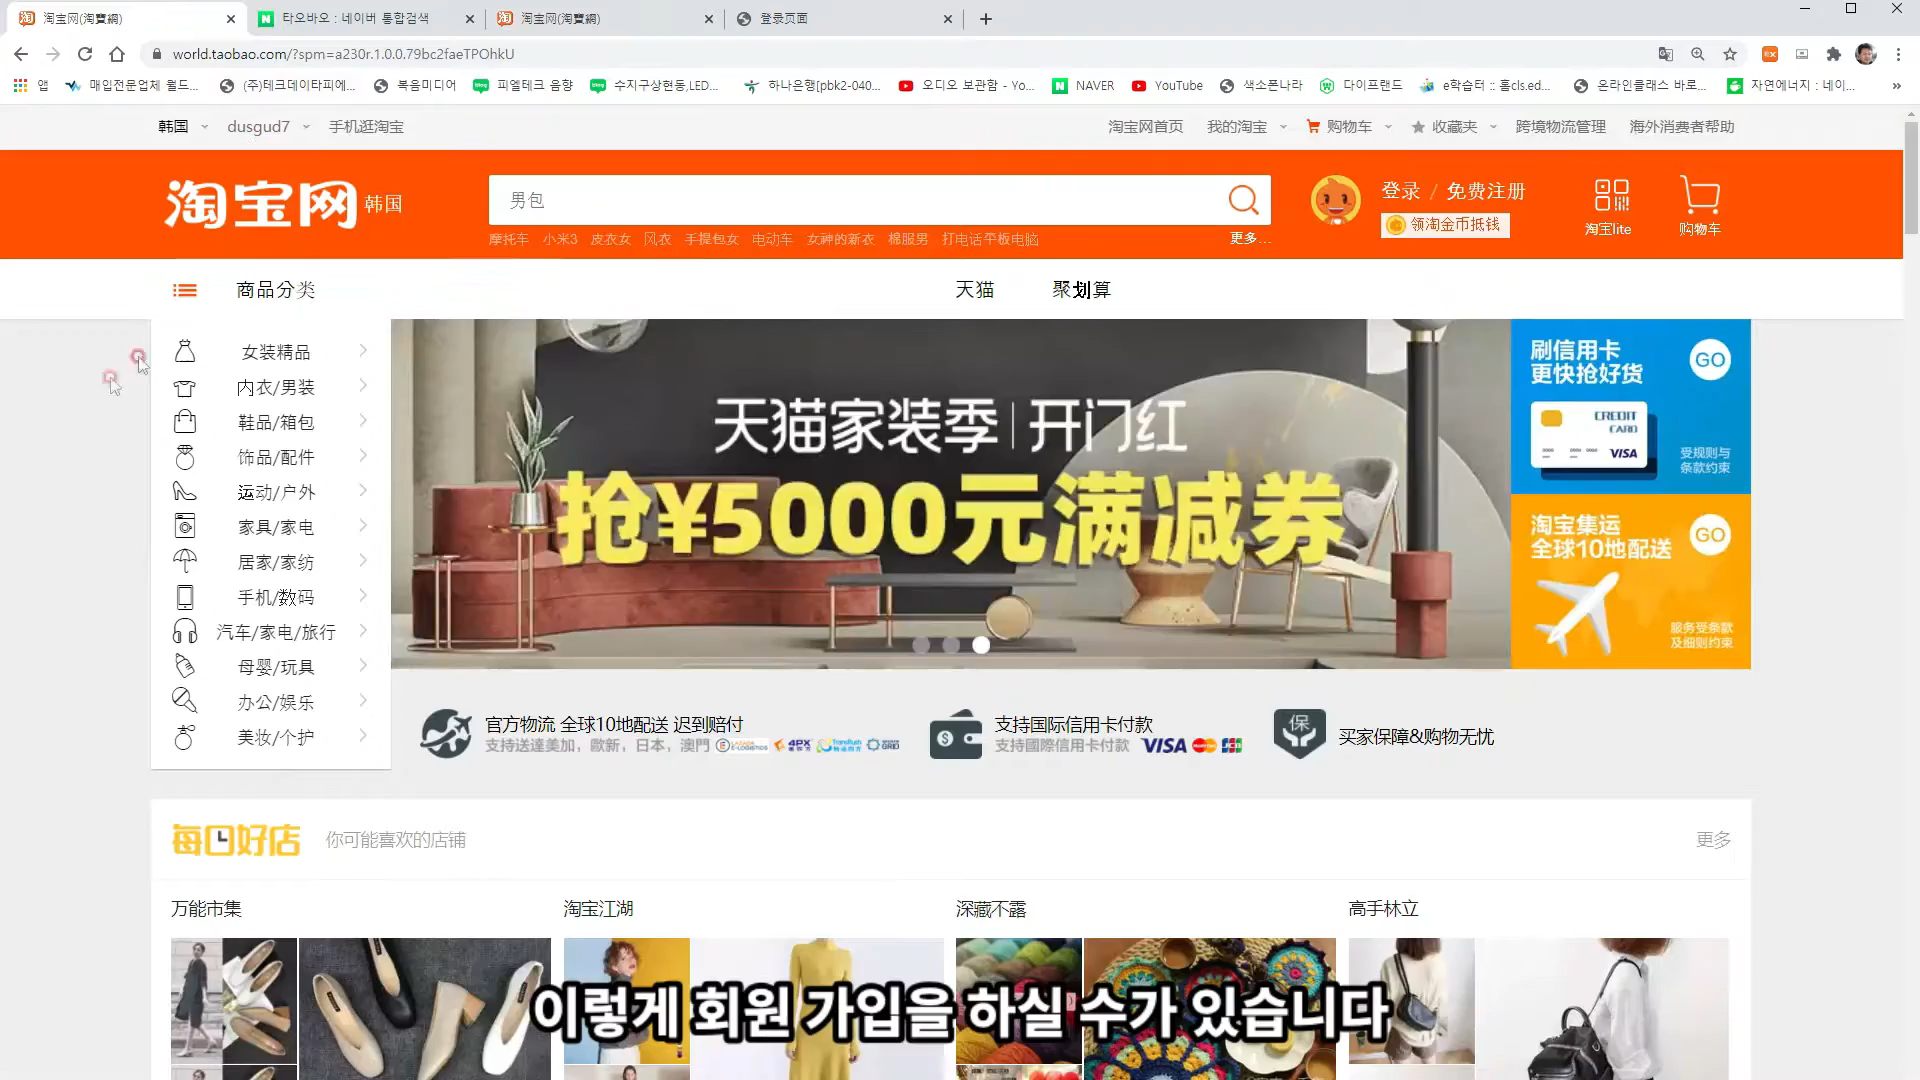 淘宝网(淘寶網)
타오바오 : 네이버 통합검색
淘宝网(淘寶網)
登录页面
world.taobao.com/?spm=a230r.1.0.0.79bc2faeTPOhkU
앱
매입전문업체 월드...
(주)테크데이타피에...
복음미디어
피엘테크 음향
수지구상현동,LED...
하나은행[pbk2-040...
오디오 보관함 - Yo...
NAVER
YouTube
색소폰나라
다이프랜드
e학습터 :: 홈cls.ed...
온라인클래스 바로...
자연에너지 : 네이...
韩国
dusgud7
手机逛淘宝
淘宝网首页
我的淘宝
购物车
收藏夹
跨境物流管理
海外消费者帮助
淘宝网 韩国
男包
登录 / 免费注册
领淘金币抵钱
淘宝lite
购物车
摩托车 小米3 皮衣女 风衣 手提包女 电动车 女神的新衣 棉服男 打电话平板电脑
更多...
商品分类
天猫
聚划算
女装精品
内衣/男装
鞋品/箱包
饰品/配件
运动/户外
家具/家电
居家/家纺
手机/数码
汽车/家电/旅行
母婴/玩具
办公/娱乐
美妆/个护
天猫家装季|开门红
抢¥5000元满减券
刷信用卡
更快抢好货
GO
CREDIT
CARD
VISA
受规则与
条款约束
淘宝集运
全球10地配送
GO
服务受条款
及细则约束
官方物流 全球10地配送 迟到赔付
支持送達美加，歐新，日本，澳門
4PX
支持国际信用卡付款
支持國際信用卡付款 VISA
JCB
保
买家保障&购物无忧
每日好店
你可能喜欢的店铺
更多
万能市集
淘宝江湖
深藏不露
高手林立
이렇게 회원 가입을 하실 수가 있습니다